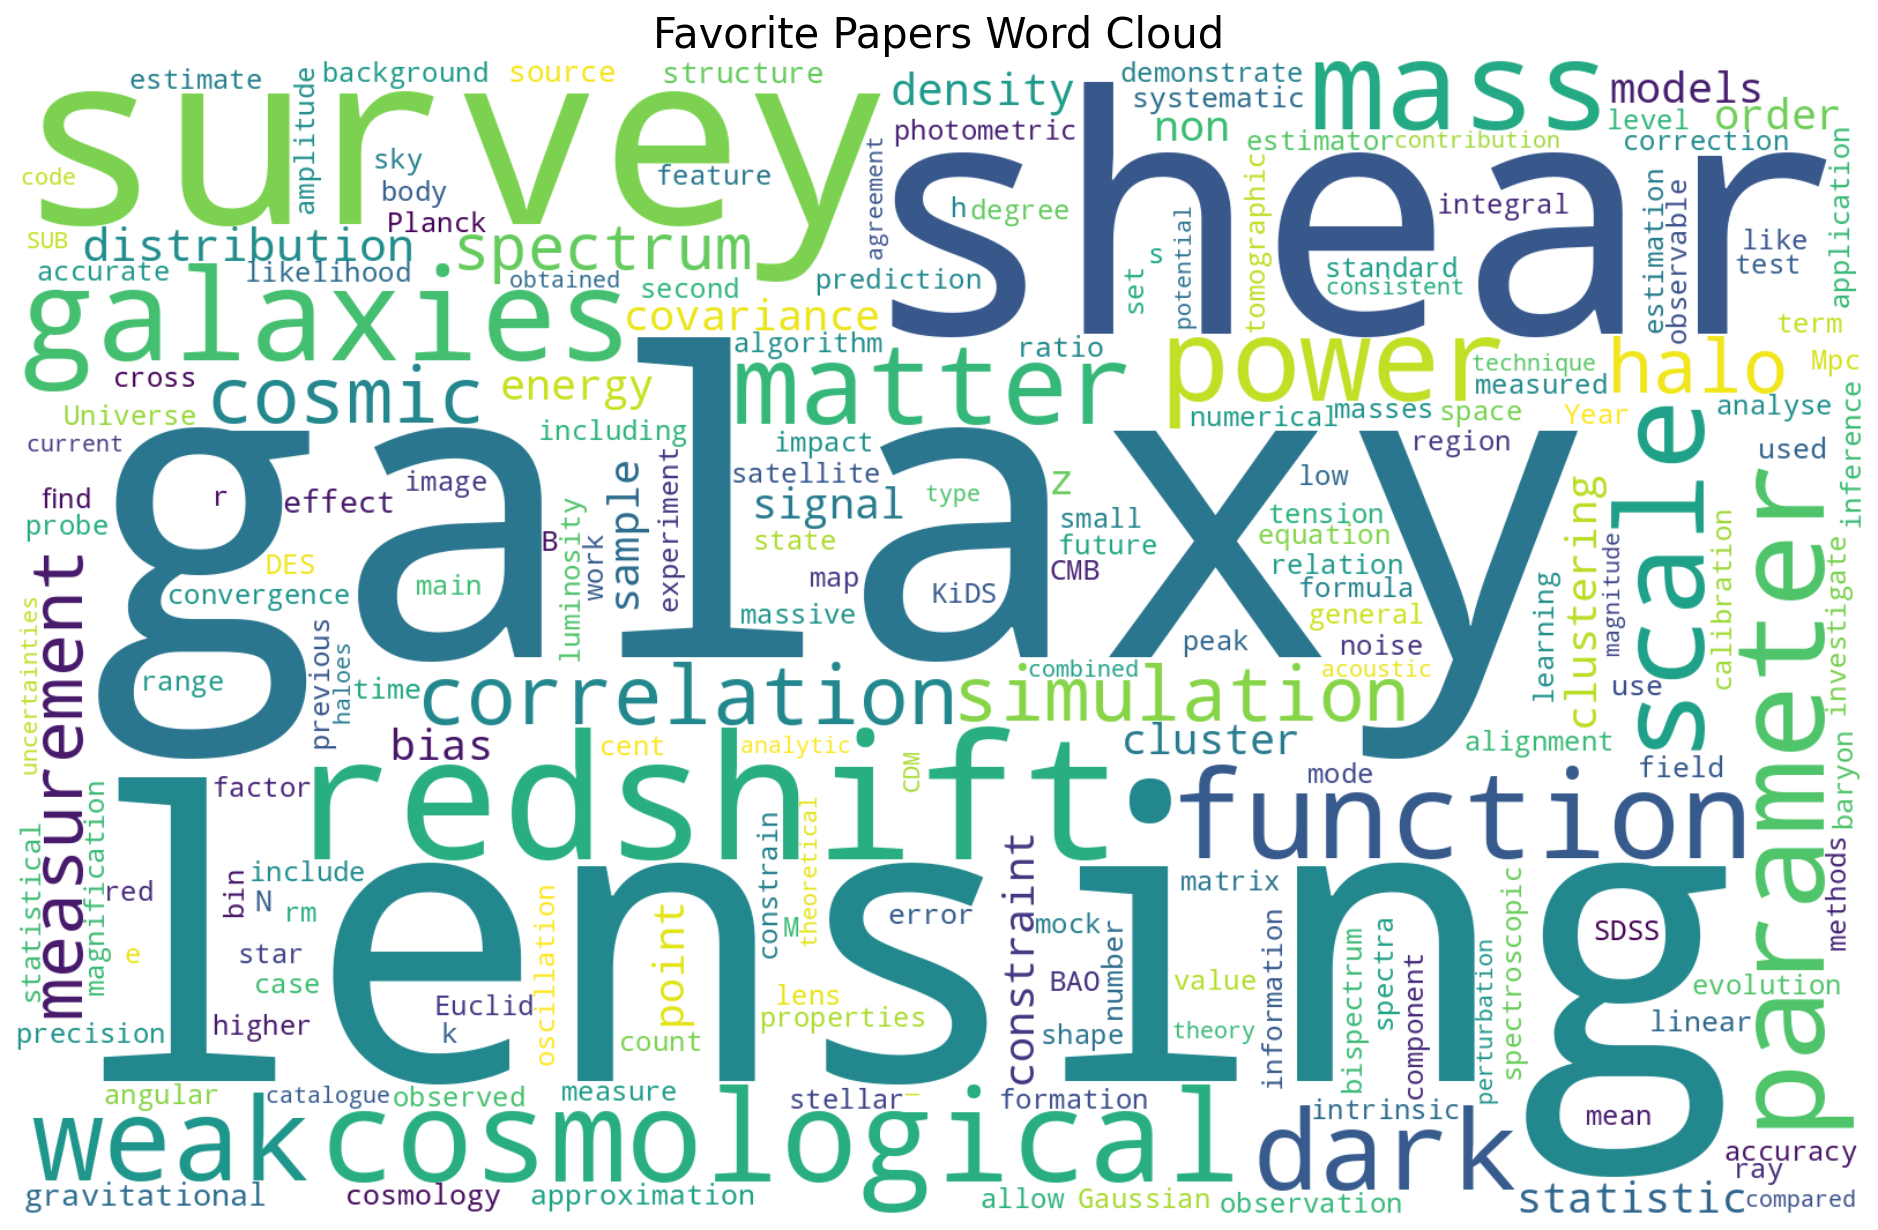 Favorite Papers Word Cloud
estimate
background
source
structure
density
demonstrate
systematic
mass
models
level
order
survey
amplitude
sky
body
Planck
code
feature
photometric
non
estimator
contribution
correction
shear
agreement
h
degree
s
set
potential
tomographic
integral
standard
consistent
estimation
observable
like
test
application
term
SUB
distribution
spectrum
accurate
likelihood
obtained
second
prediction
galaxies
covariance
algorithm
ratio
matter
power
technique
measured
halo
Mpc
cross
cosmic
energy
Universe
current
including
impact
numerical
masses
space
Year
analyse
region
used
inference
galaxy
find
r
effect
image
probe
B
DES
main
convergence
luminosity
work
sample
experiment
satellite
signal
type
z
low
state
small
future
tension
equation
map
KiDS
CMB
relation
formula
massive
general
peak
noise
clustering
learning
magnitude
scale
calibration
investigate
parameter
measurement
uncertainties
range
previous
haloes
time
correlation
combined
simulation
acoustic
use
bias
cent
analytic
CDM
cluster
alignment
field
mode
redshift
function
factor
statistical
magnification
baryon
methods
lensing
red
bin
include
N
rm
e
star
case
oscillation
point
constrain
theoretical
M
error
constraint
mock
number
matrix
BAO
value
information
bispectrum
spectra
component
perturbation
spectroscopic
SDSS
evolution
linear
precision
higher
Euclid
k
count
lens
properties
shape
theory
angular
catalogue
observed
measure
stellar
formation
intrinsic
mean
accuracy
ray
weak
cosmological
dark
gravitational
cosmology
approximation
allow
Gaussian
observation
statistic
compared